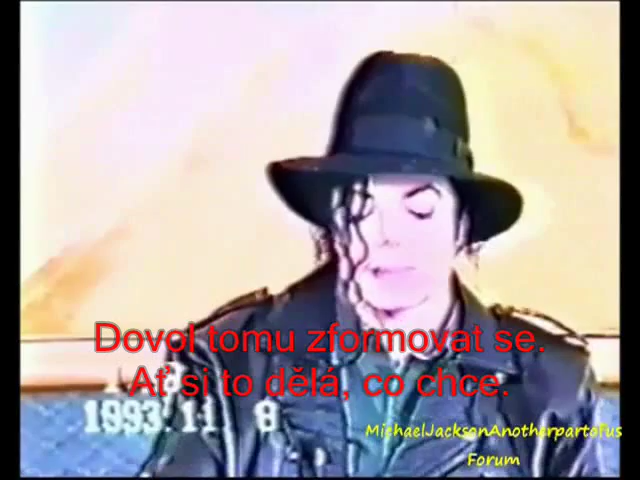 Dovol tomu zformovat se.
Ať si to dělá, co chce.
1993.11. 8
MichaelJacksonAnotherpartofus
Forum